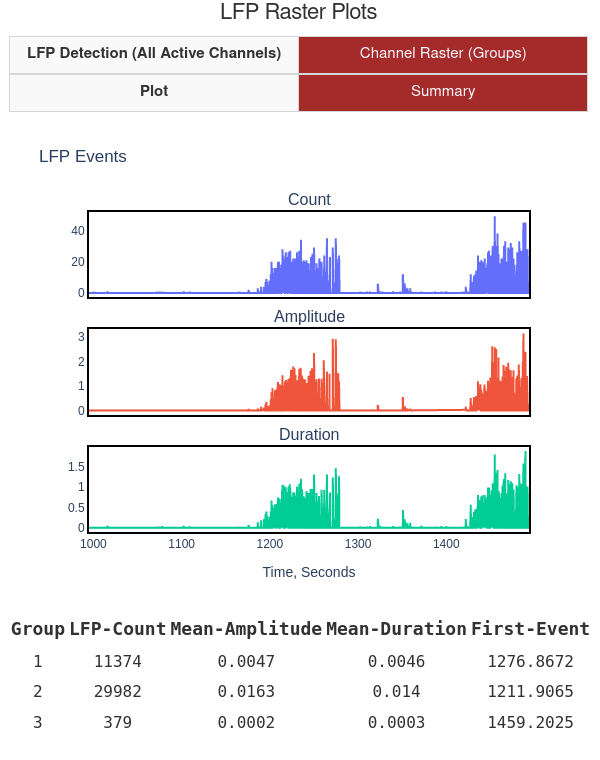 LFP Raster Plots
LFP Detection (All Active Channels) Channel Raster (Groups)
Plot Summary
LFP Events
Count
40
20
0
Amplitude
3
2
1
0
Duration
1.5
1
0.5
0
1000 1100 1200 1300 1400
Time, Seconds
Group LFP-Count Mean-Amplitude Mean-Duration First-Event
1 11374 0.0047 0.0046 1276.8672
2 29982 0.0163 0.014 1211.9065
3 379 0.0002 0.0003 1459.2025